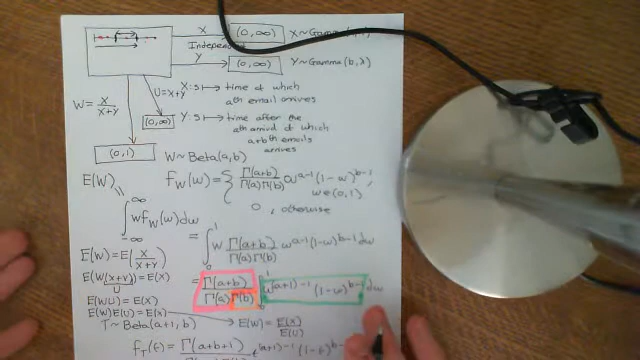 X (0,∞) X~Gamma(a,λ)
Independent
Y (0,∞) Y~Gamma(b,λ)
W = X/(X+Y)
U=X+Y
X: s ↦ time at which
ath email arrives
(0,∞)
Y: s ↦ time after the
ath arrival at which
a+bth emails
arrives
(0,1)
W~Beta(a,b)
E(W)
f_W(w) = { Γ(a+b)/(Γ(a)Γ(b)) w^{a-1}(1-w)^{b-1}, w∈(0,1)
0, otherwise
∫_{-∞}^{∞} w f_W(w) dw = ∫_0^1 w Γ(a+b)/(Γ(a)Γ(b)) w^{a-1}(1-w)^{b-1} dw
E(W) = E(X/(X+Y))
E(W(X+Y)) = E(X)
U
= Γ(a+b)/(Γ(a)Γ(b)) ∫_0^1 w^{(a+1)-1} (1-w)^{b-1} dw
E(WU) = E(X)
E(W)E(U) = E(X) → E(W) = E(X)/E(U)
T~Beta(a+1, b)